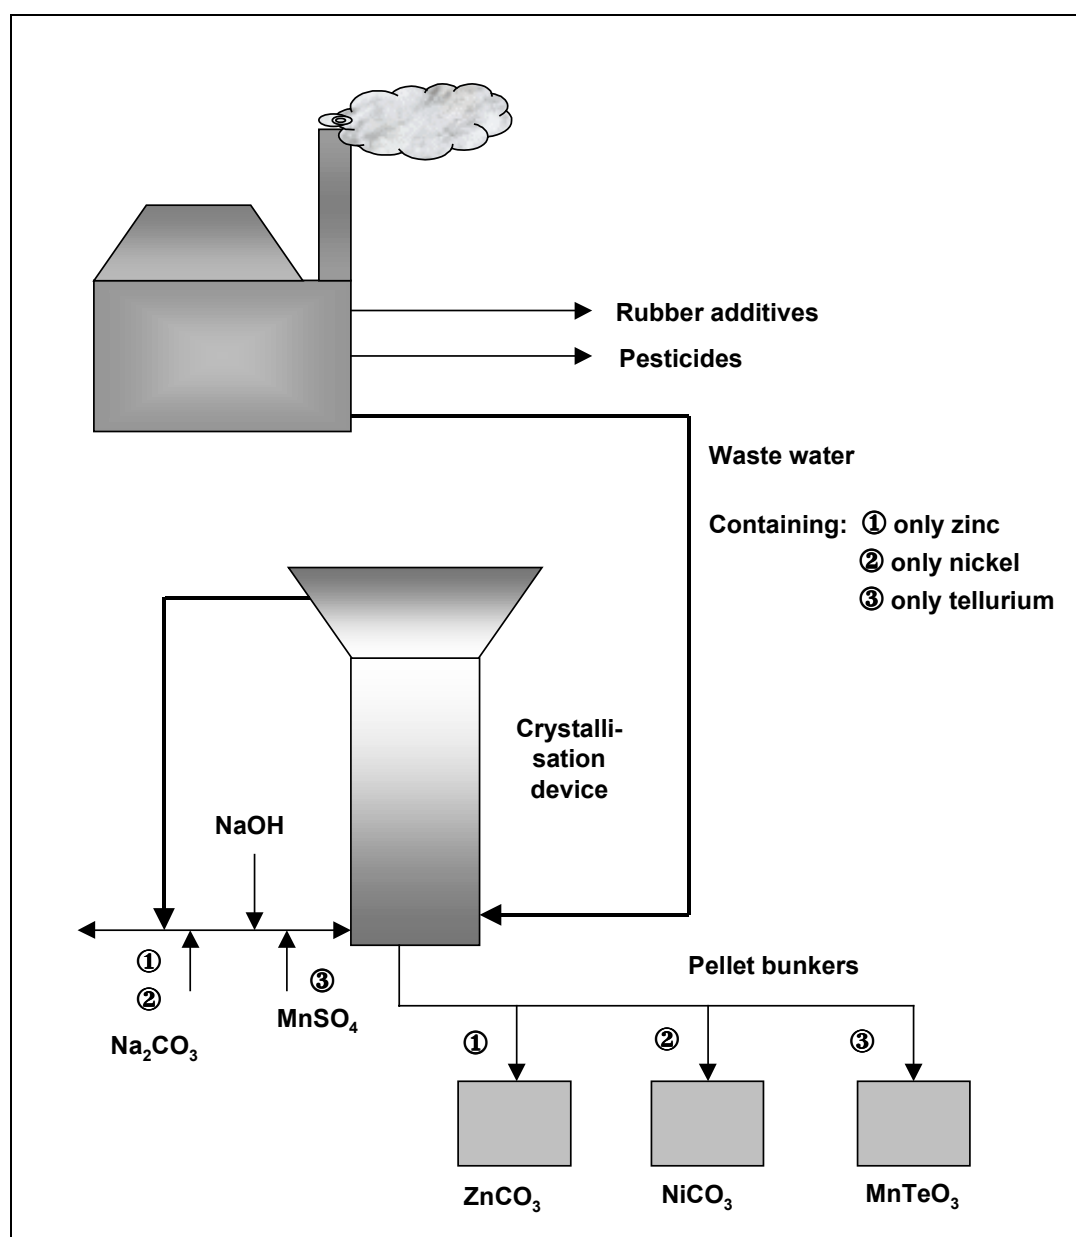 Rubber additives
Pesticides
Waste water
Containing: ① only zinc
② only nickel
③ only tellurium
Crystalli-
sation
device
NaOH
①
②
③
Na₂CO₃
MnSO₄
Pellet bunkers
①
②
③
ZnCO₃
NiCO₃
MnTeO₃